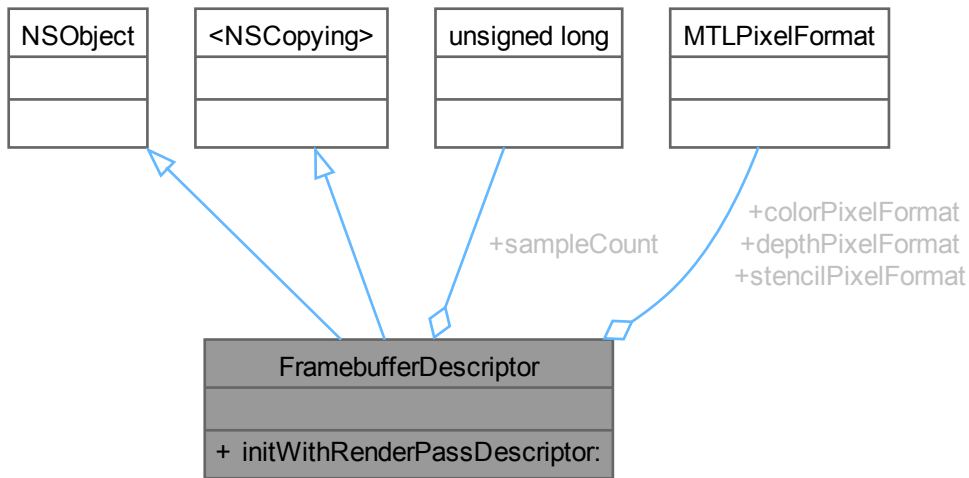 NSObject
<NSCopying>
unsigned long
MTLPixelFormat
+sampleCount
+colorPixelFormat
+depthPixelFormat
+stencilPixelFormat
FramebufferDescriptor
+ initWithRenderPassDescriptor: